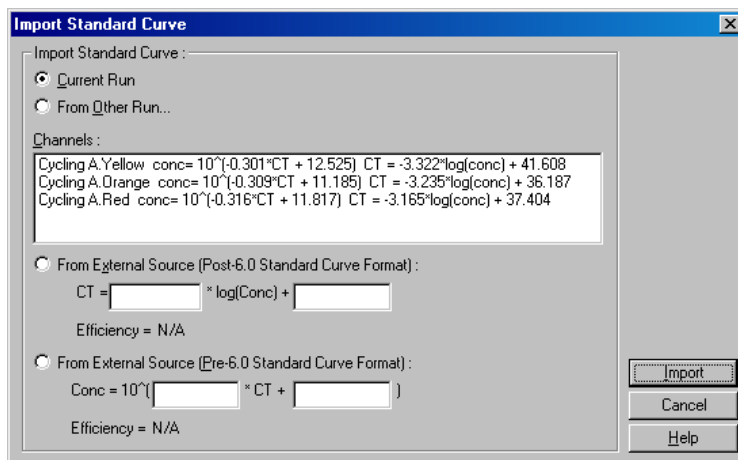 Import Standard Curve
Import Standard Curve :
Current Run
From Other Run...
Channels :
Cycling A.Yellow conc= 10^(-0.301*CT + 12.525) CT = -3.322*log(conc) + 41.608
Cycling A.Orange conc= 10^(-0.309*CT + 11.185) CT = -3.235*log(conc) + 36.187
Cycling A.Red conc= 10^(-0.316*CT + 11.817) CT = -3.165*log(conc) + 37.404
From External Source (Post-6.0 Standard Curve Format) :
CT = * log(Conc) +
Efficiency = N/A
From External Source (Pre-6.0 Standard Curve Format) :
Conc = 10^( * CT + )
Efficiency = N/A
Import
Cancel
Help